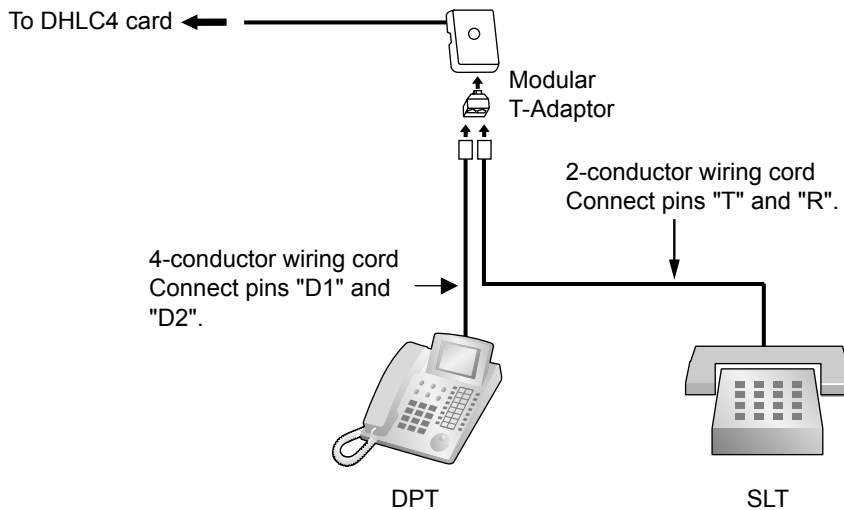 To DHLC4 card
Modular
T-Adaptor
2-conductor wiring cord
Connect pins "T" and "R".
4-conductor wiring cord
Connect pins "D1" and
"D2".
DPT
SLT